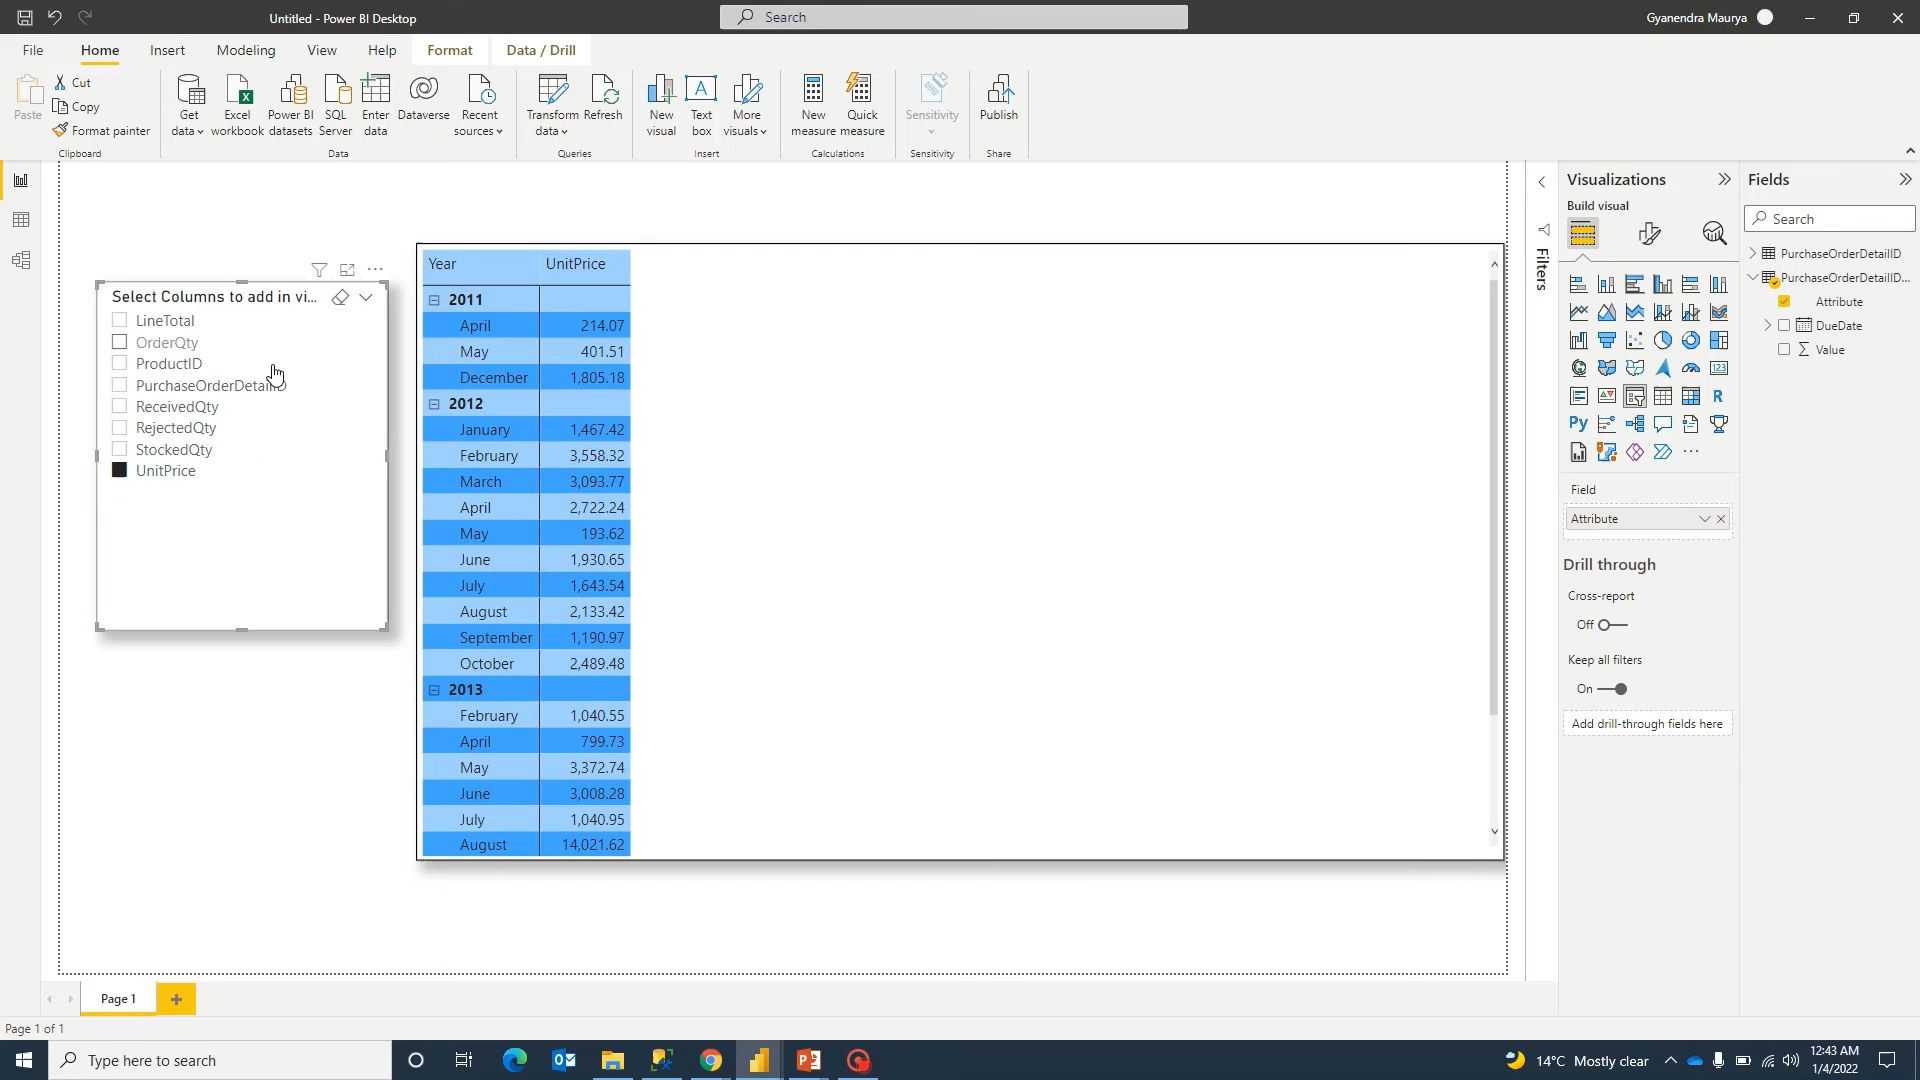 Untitled - Power BI Desktop
Search
Gyanendra Maurya
File
Home
Insert
Modeling
View
Help
Format
Data / Drill
Paste
Cut
Copy
Format painter
Clipboard
Get data
Excel workbook
Power BI datasets
SQL Server
Enter data
Dataverse
Recent sources
Data
Transform data
Refresh
Queries
New visual
Text box
More visuals
Insert
New measure
Quick measure
Calculations
Sensitivity
Sensitivity
Publish
Share
Select Columns to add in vi...
LineTotal
OrderQty
ProductID
PurchaseOrderDetailID
ReceivedQty
RejectedQty
StockedQty
UnitPrice
Year UnitPrice
2011
April 214.07
May 401.51
December 1,805.18
2012
January 1,467.42
February 3,558.32
March 3,093.77
April 2,722.24
May 193.62
June 1,930.65
July 1,643.54
August 2,133.42
September 1,190.97
October 2,489.48
2013
February 1,040.55
April 799.73
May 3,372.74
June 3,008.28
July 1,040.95
August 14,021.62
Filters
Visualizations
Build visual
123
R
Py
Field
Attribute
Drill through
Cross-report
Off
Keep all filters
On
Add drill-through fields here
Fields
Search
PurchaseOrderDetailID
PurchaseOrderDetailID...
Attribute
DueDate
Σ Value
Page 1
Page 1 of 1
Type here to search
14°C Mostly clear
12:43 AM
1/4/2022